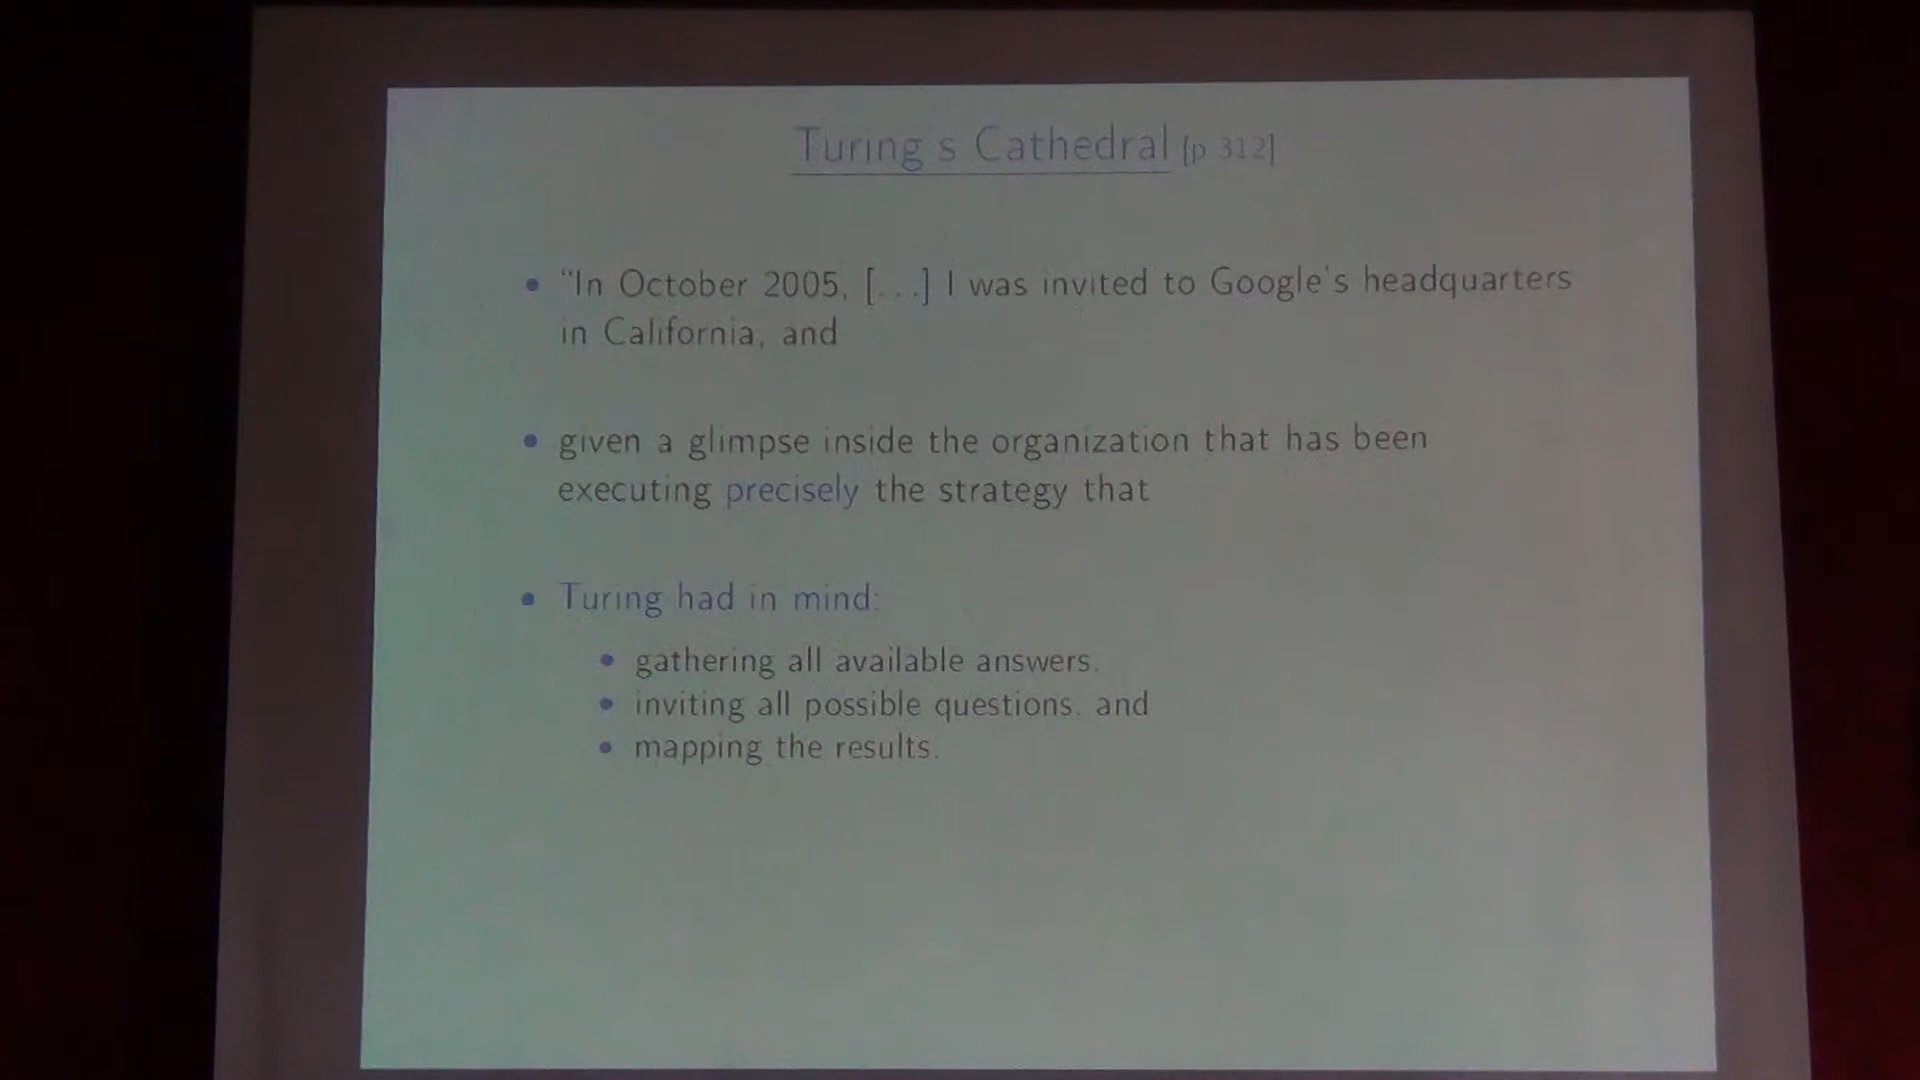 Turing s Cathedral [p 312]
• “In October 2005, [...] I was invited to Google's headquarters
in California, and
• given a glimpse inside the organization that has been
executing precisely the strategy that
• Turing had in mind:
• gathering all available answers.
• inviting all possible questions. and
• mapping the results.